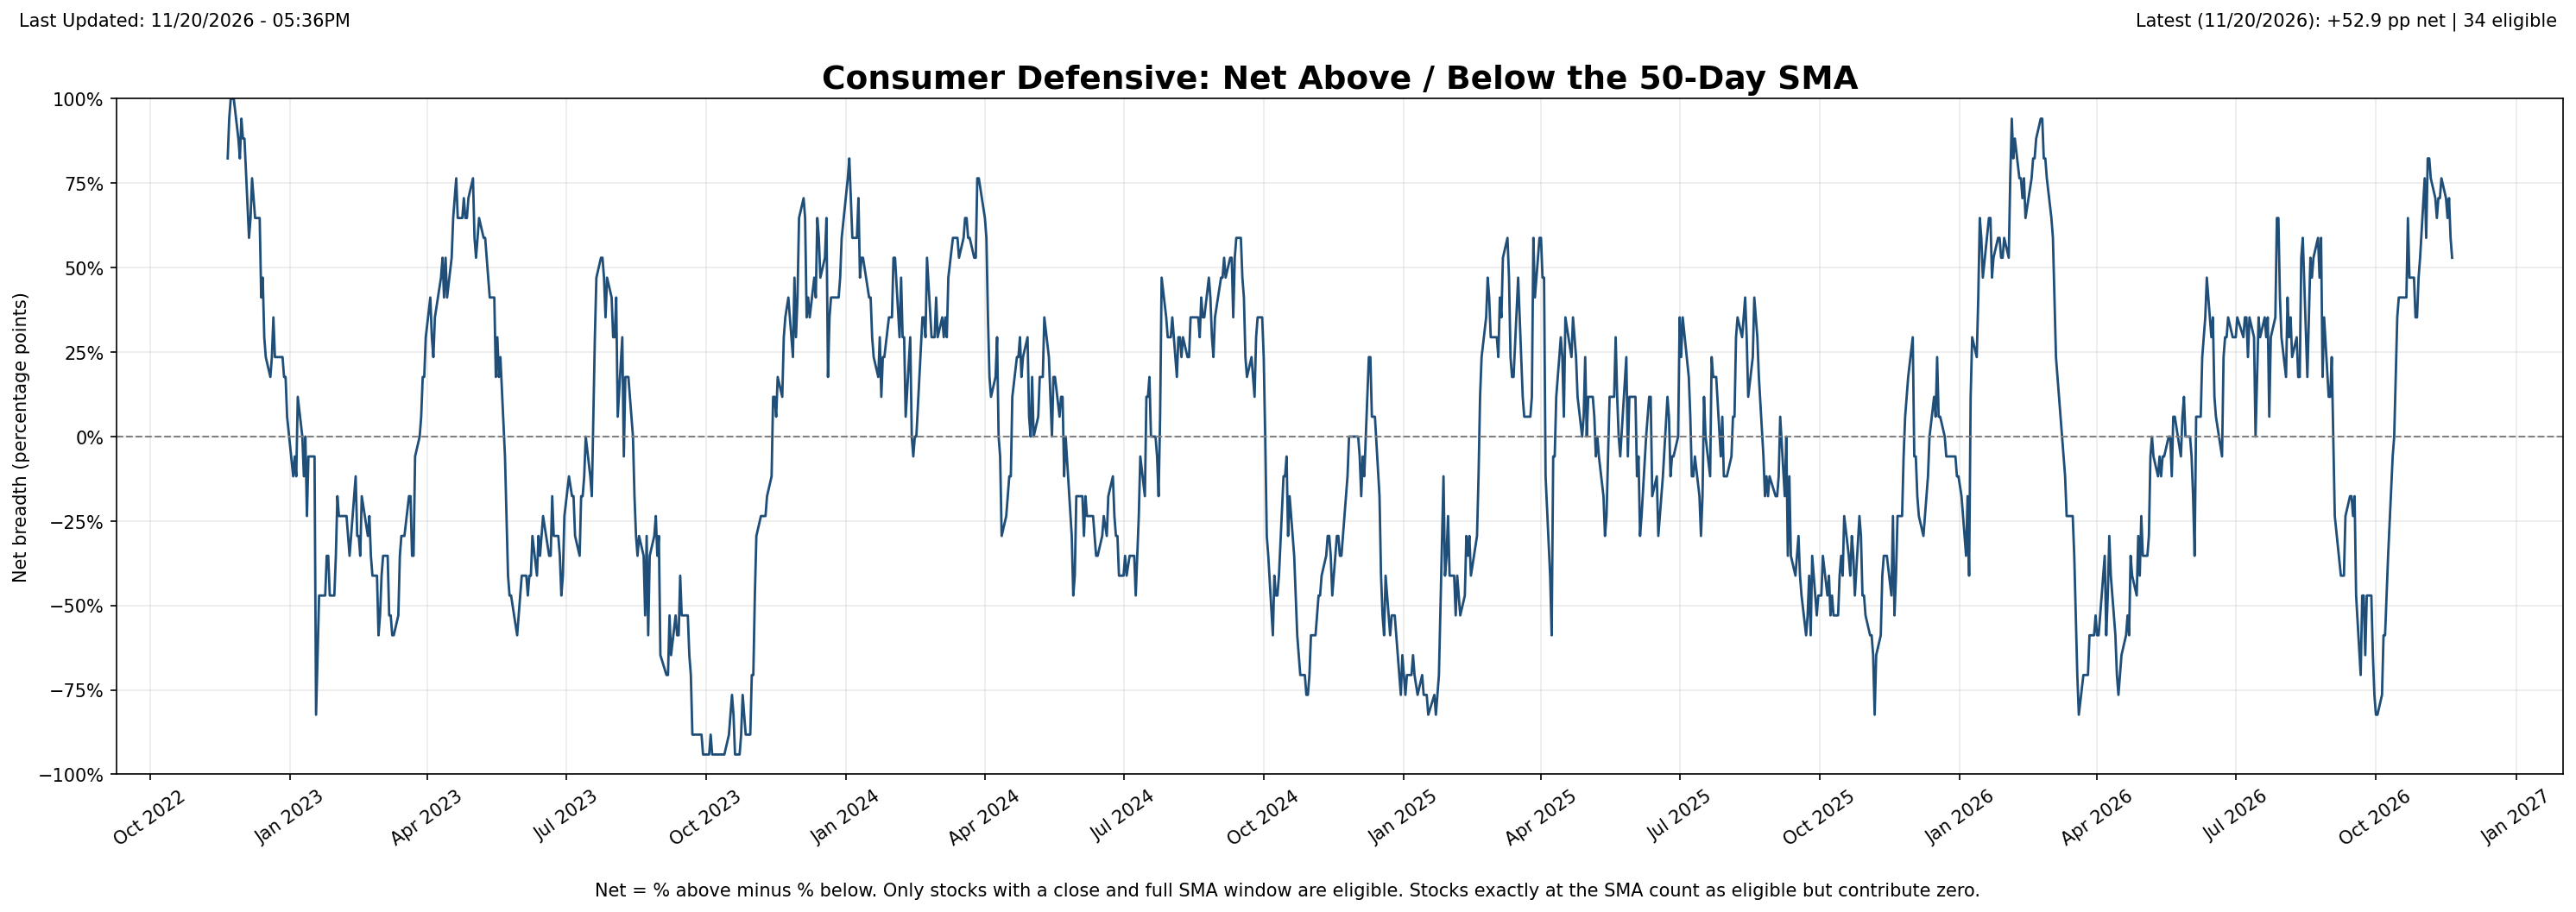 Last Updated: 11/20/2026 - 05:36PM
Latest (11/20/2026): +52.9 pp net | 34 eligible
Consumer Defensive: Net Above / Below the 50-Day SMA
Net breadth (percentage points)
100%
75%
50%
25%
0%
−25%
−50%
−75%
−100%
Oct 2022
Jan 2023
Apr 2023
Jul 2023
Oct 2023
Jan 2024
Apr 2024
Jul 2024
Oct 2024
Jan 2025
Apr 2025
Jul 2025
Oct 2025
Jan 2026
Apr 2026
Jul 2026
Oct 2026
Jan 2027
Net = % above minus % below. Only stocks with a close and full SMA window are eligible. Stocks exactly at the SMA count as eligible but contribute zero.